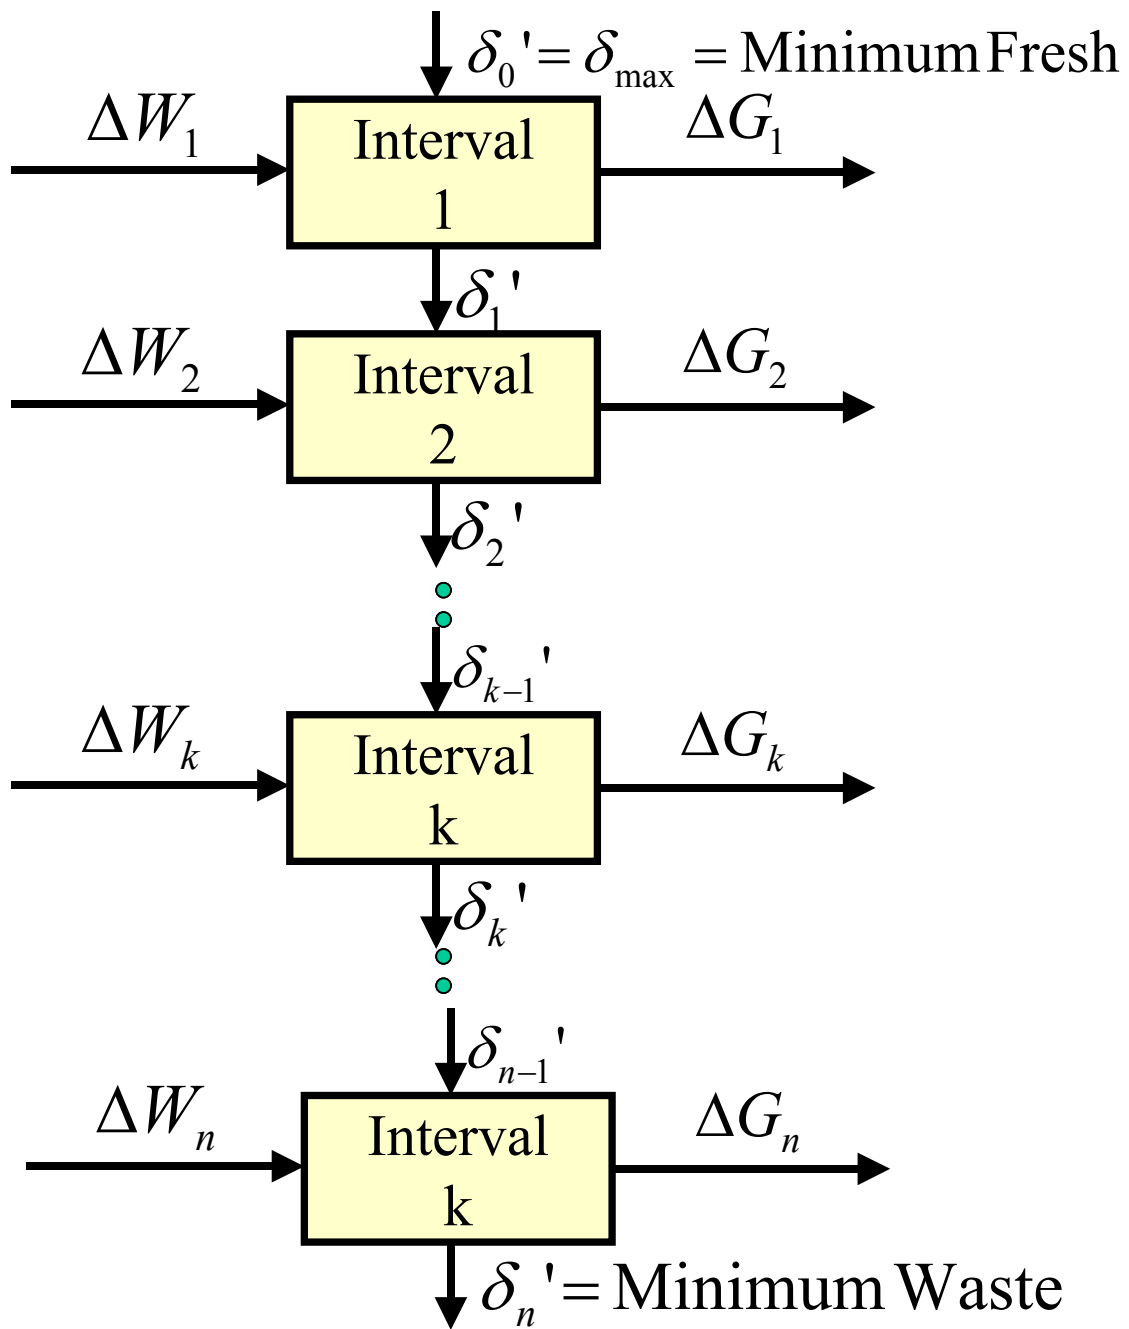 δ₀' = δmax = Minimum Fresh
ΔW₁
Interval
1
ΔG₁
δ₁'
ΔW₂
Interval
2
ΔG₂
δ₂'
δₖ₋₁'
ΔWₖ
Interval
k
ΔGₖ
δₖ'
δₙ₋₁'
ΔWₙ
Interval
k
ΔGₙ
δₙ' = Minimum Waste